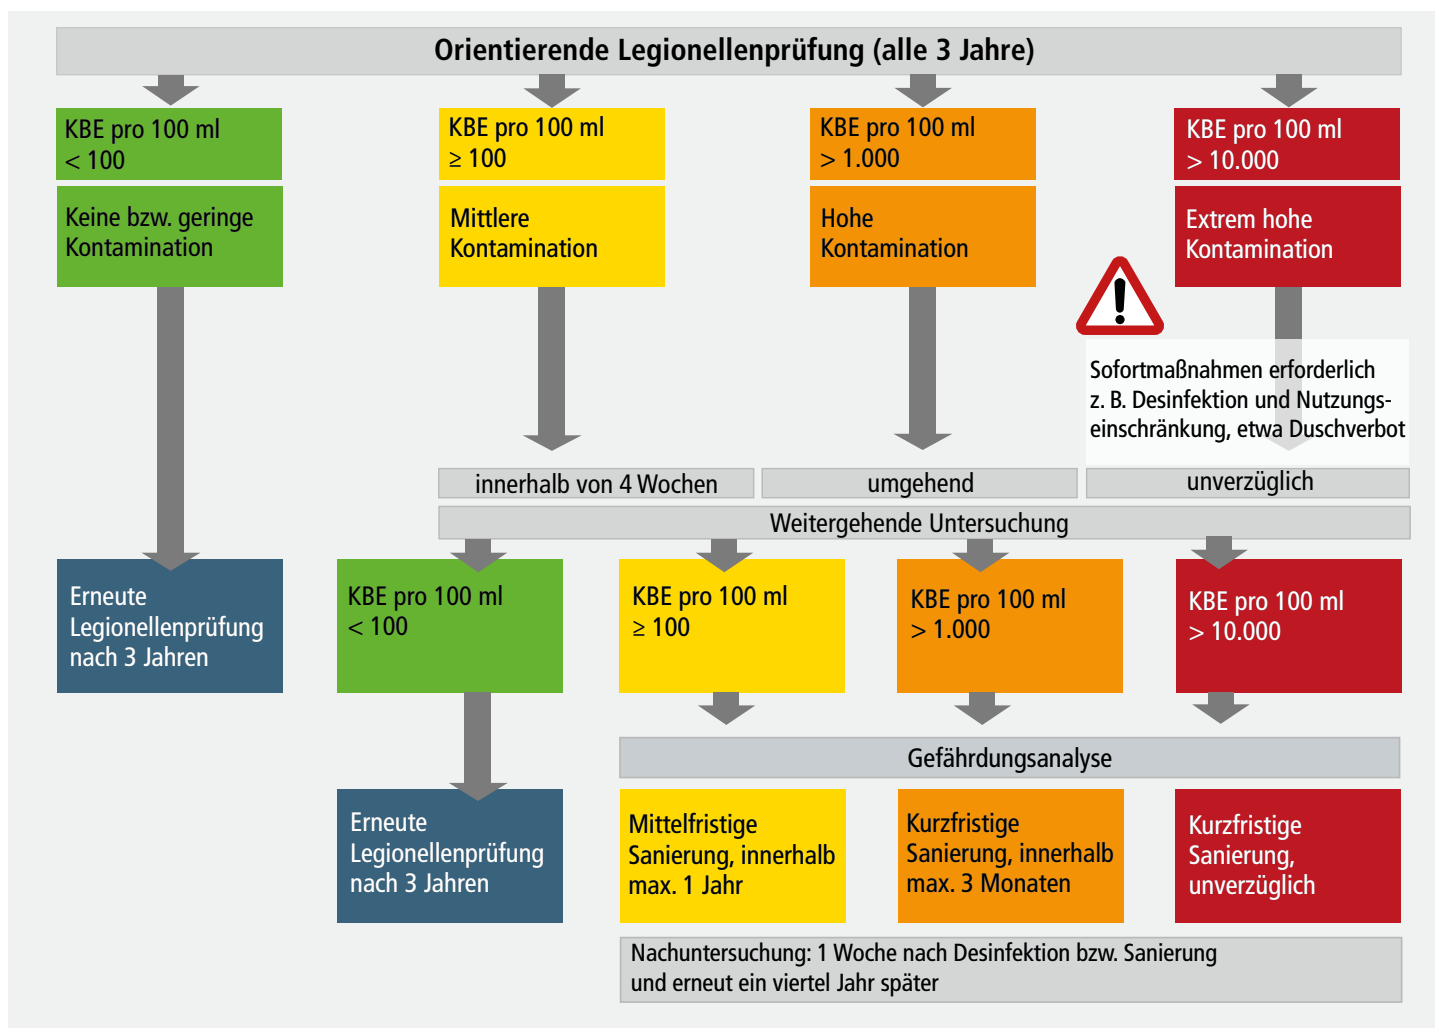 Orientierende Legionellenprüfung (alle 3 Jahre)
KBE pro 100 ml
< 100
KBE pro 100 ml
≥ 100
KBE pro 100 ml
> 1.000
KBE pro 100 ml
> 10.000
Keine bzw. geringe
Kontamination
Mittlere
Kontamination
Hohe
Kontamination
Extrem hohe
Kontamination
Sofortmaßnahmen erforderlich
z. B. Desinfektion und Nutzungs-
einschränkung, etwa Duschverbot
innerhalb von 4 Wochen
umgehend
unverzüglich
Weitergehende Untersuchung
Erneute
Legionellenprüfung
nach 3 Jahren
KBE pro 100 ml
< 100
KBE pro 100 ml
≥ 100
KBE pro 100 ml
> 1.000
KBE pro 100 ml
> 10.000
Gefährdungsanalyse
Erneute
Legionellenprüfung
nach 3 Jahren
Mittelfristige
Sanierung, innerhalb
max. 1 Jahr
Kurzfristige
Sanierung, innerhalb
max. 3 Monaten
Kurzfristige
Sanierung,
unverzüglich
Nachuntersuchung: 1 Woche nach Desinfektion bzw. Sanierung
und erneut ein viertel Jahr später